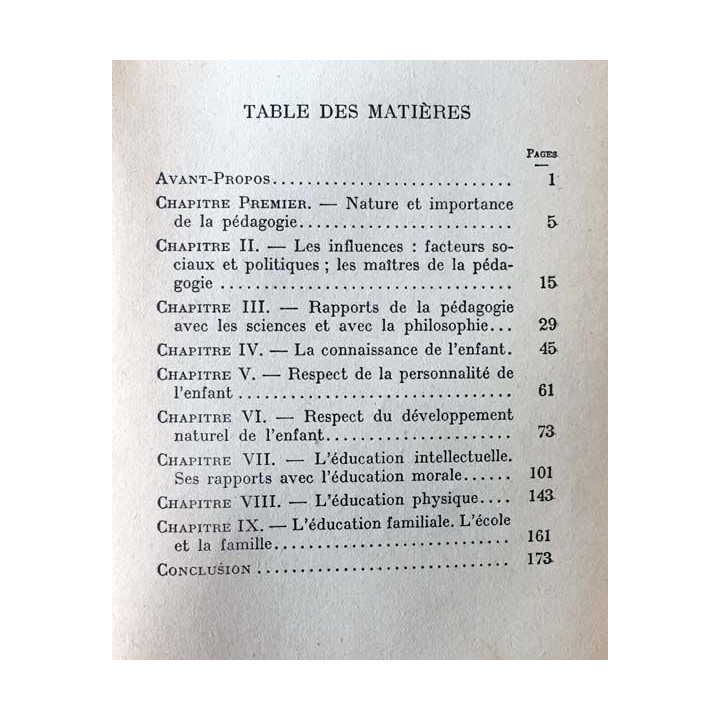 TABLE DES MATIÈRES
PAGES
AVANT-PROPOS........................... 1
CHAPITRE PREMIER. — Nature et importance
de la pédagogie........................ 5
CHAPITRE II. — Les influences : facteurs so-
ciaux et politiques ; les maîtres de la péda-
gogie ................................. 15
CHAPITRE III. — Rapports de la pédagogie
avec les sciences et avec la philosophie... 29
CHAPITRE IV. — La connaissance de l'enfant. 45
CHAPITRE V. — Respect de la personnalité de
l'enfant ............................... 61
CHAPITRE VI. — Respect du développement
naturel de l'enfant..................... 73
CHAPITRE VII. — L'éducation intellectuelle.
Ses rapports avec l'éducation morale...... 101
CHAPITRE VIII. — L'éducation physique.... 143
CHAPITRE IX. — L'éducation familiale. L'école
et la famille........................... 161
CONCLUSION ............................. 173